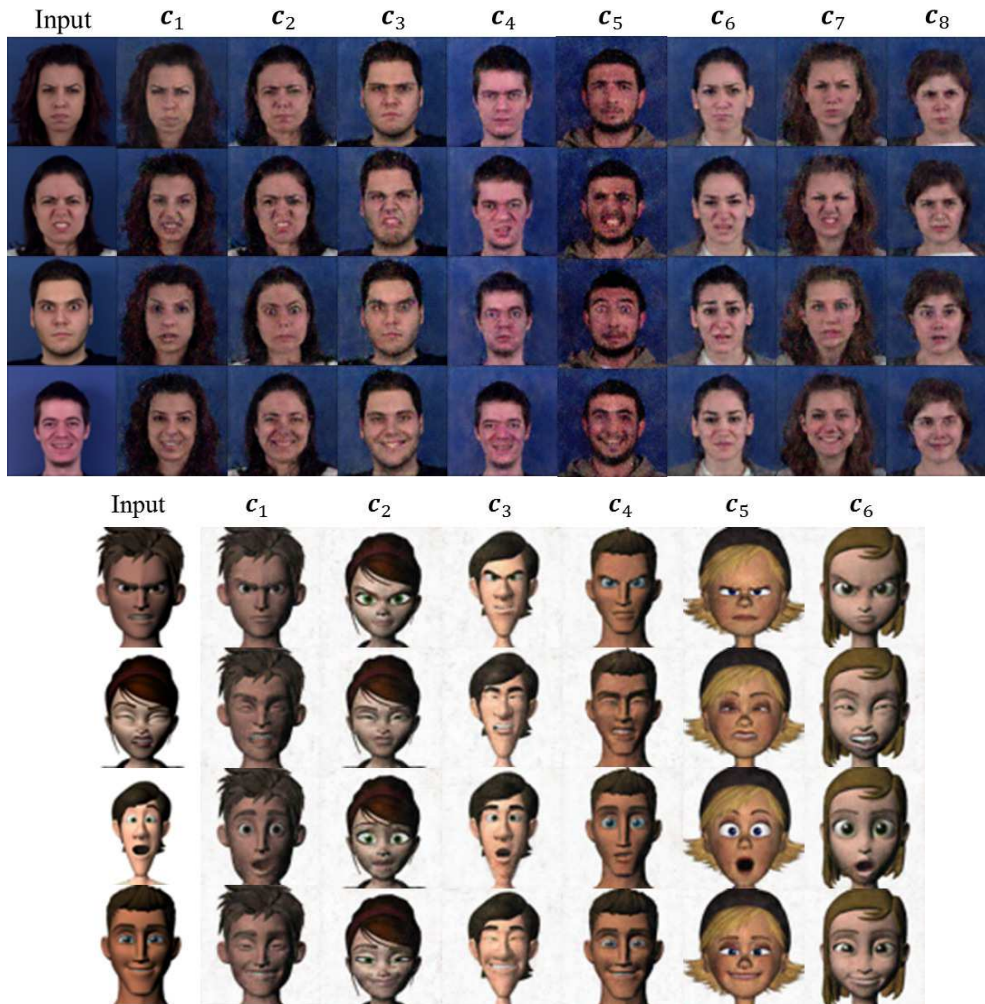 Input c₁ c₂ c₃ c₄ c₅ c₆ c₇ c₈
Input c₁ c₂ c₃ c₄ c₅ c₆